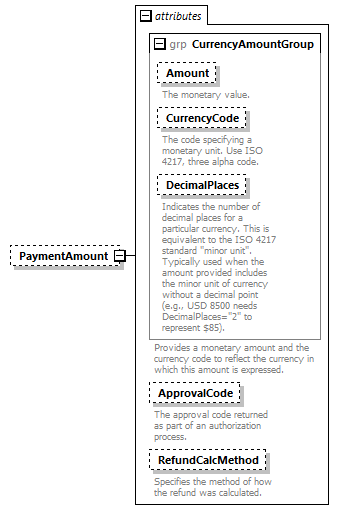 attributes
grp CurrencyAmountGroup
Amount
The monetary value.
CurrencyCode
The code specifying a
monetary unit. Use ISO
4217, three alpha code.
DecimalPlaces
Indicates the number of
decimal places for a
particular currency. This is
equivalent to the ISO 4217
standard "minor unit".
Typically used when the
amount provided includes
the minor unit of currency
without a decimal point
(e.g., USD 8500 needs
DecimalPlaces="2" to
represent $85).
PaymentAmount
Provides a monetary amount and the
currency code to reflect the currency in
which this amount is expressed.
ApprovalCode
The approval code returned
as part of an authorization
process.
RefundCalcMethod
Specifies the method of how
the refund was calculated.